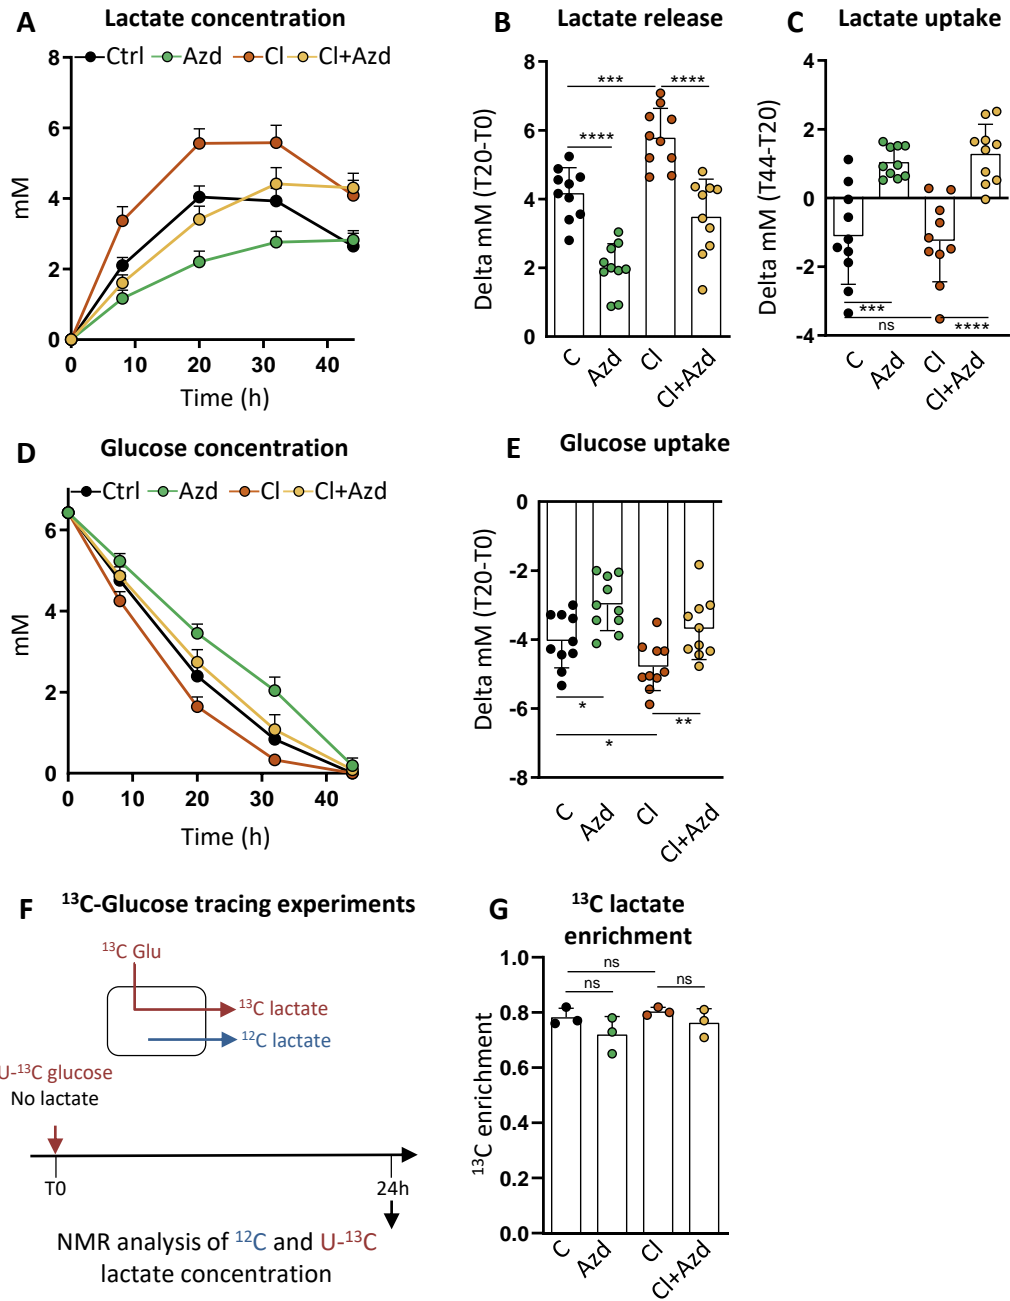 A
Lactate concentration
Ctrl Azd Cl Cl+Azd
8
6
4
2
0
mM
0 10 20 30 40
Time (h)
B
Lactate release
8
6
4
2
0
Delta mM (T20-T0)
*** ****
****
C Azd Cl Cl+Azd
C
Lactate uptake
4
2
0
-2
-4
Delta mM (T44-T20)
***
ns ****
C Azd Cl Cl+Azd
D
Glucose concentration
Ctrl Azd Cl Cl+Azd
6
4
2
0
mM
0 10 20 30 40
Time (h)
E
Glucose uptake
0
-2
-4
-6
-8
Delta mM (T20-T0)
*
**
*
C Azd Cl Cl+Azd
F
¹³C-Glucose tracing experiments
¹³C Glu
¹³C lactate
¹²C lactate
U-¹³C glucose
No lactate
T0 24h
NMR analysis of ¹²C and U-¹³C
lactate concentration
G
¹³C lactate
enrichment
1.0
0.8
0.6
0.4
0.2
0.0
¹³C enrichment
ns
ns ns
C Azd Cl Cl+Azd